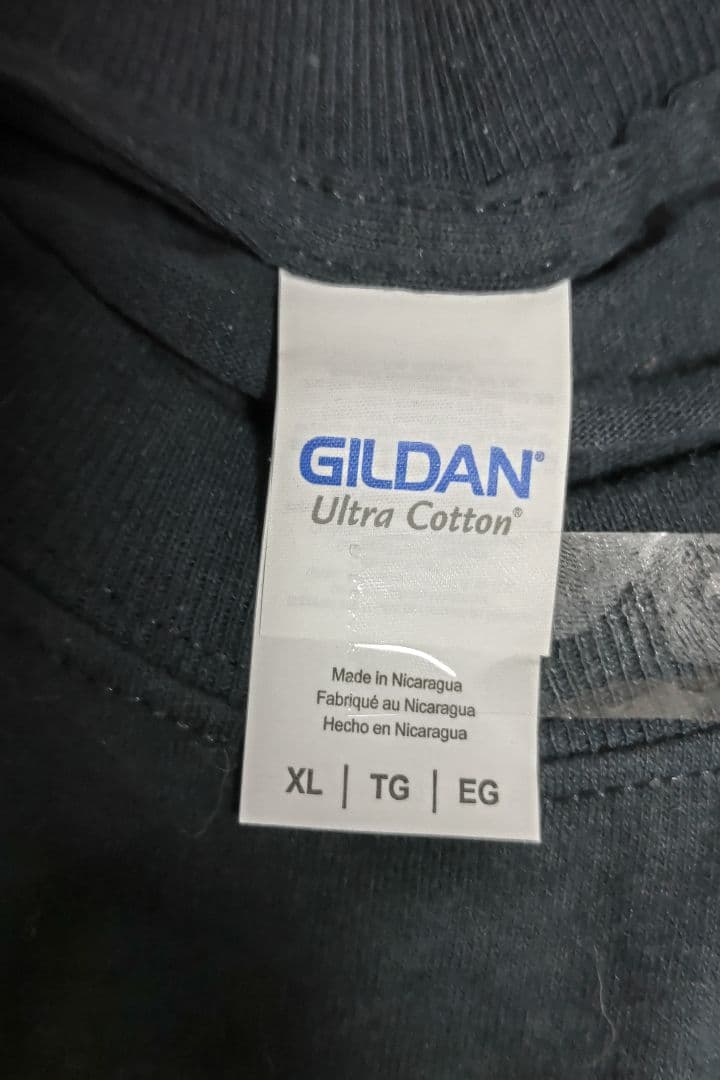 GILDAN®
Ultra Cotton®
Made in Nicaragua
Fabriqué au Nicaragua
Hecho en Nicaragua
XL | TG | EG